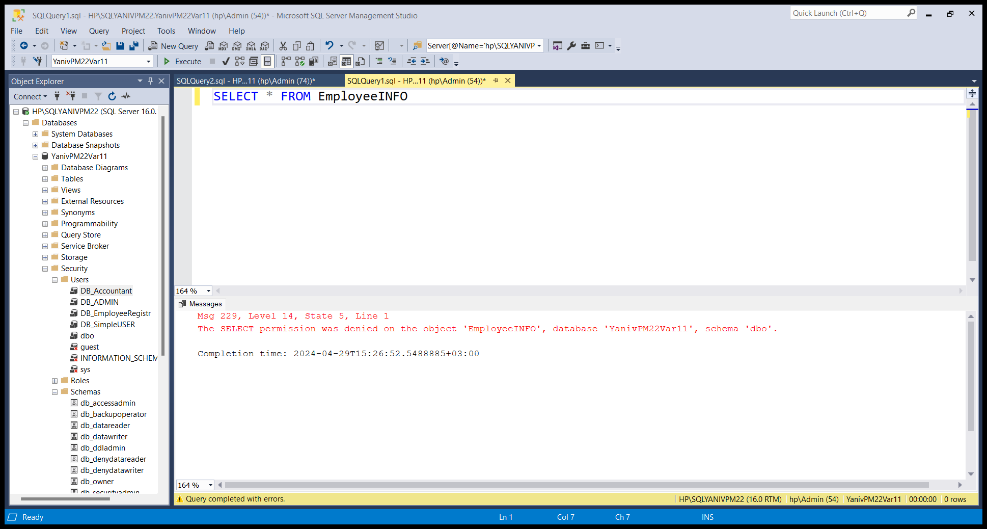 SQLQuery1.sql - HP\SQLYANIVPM22.YanivPM22Var11 (hp\Admin (54))* - Microsoft SQL Server Management Studio
Quick Launch (Ctrl+Q)
File Edit View Query Project Tools Window Help
New Query
Server[@Name='hp\SQLYANIVP
YanivPM22Var11
Execute
Object Explorer
SQLQuery2.sql - HP...11 (hp\Admin (74))*
SQLQuery1.sql - HP...11 (hp\Admin (54))*
Connect
SELECT * FROM EmployeeINFO
HP\SQLYANIVPM22 (SQL Server 16.0.
Databases
System Databases
Database Snapshots
YanivPM22Var11
Database Diagrams
Tables
Views
External Resources
Synonyms
Programmability
Query Store
Service Broker
Storage
Security
Users
DB_Accountant
DB_ADMIN
DB_EmployeeRegistr
DB_SimpleUSER
dbo
guest
INFORMATION_SCHEM
sys
Roles
Schemas
db_accessadmin
db_backupoperator
db_datareader
db_datawriter
db_ddladmin
db_denydatareader
db_denydatawriter
db_owner
db_securityadmin
164 %
Messages
Msg 229, Level 14, State 5, Line 1
The SELECT permission was denied on the object 'EmployeeINFO', database 'YanivPM22Var11', schema 'dbo'.
Completion time: 2024-04-29T15:26:52.5488885+03:00
164 %
Query completed with errors.
HP\SQLYANIVPM22 (16.0 RTM) hp\Admin (54) YanivPM22Var11 00:00:00 0 rows
Ready
Ln 1 Col 7 Ch 7 INS